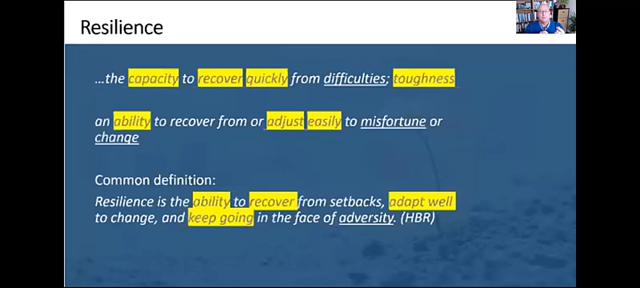 Resilience
...the capacity to recover quickly from difficulties; toughness
an ability to recover from or adjust easily to misfortune or
change
Common definition:
Resilience is the ability to recover from setbacks, adapt well
to change, and keep going in the face of adversity. (HBR)